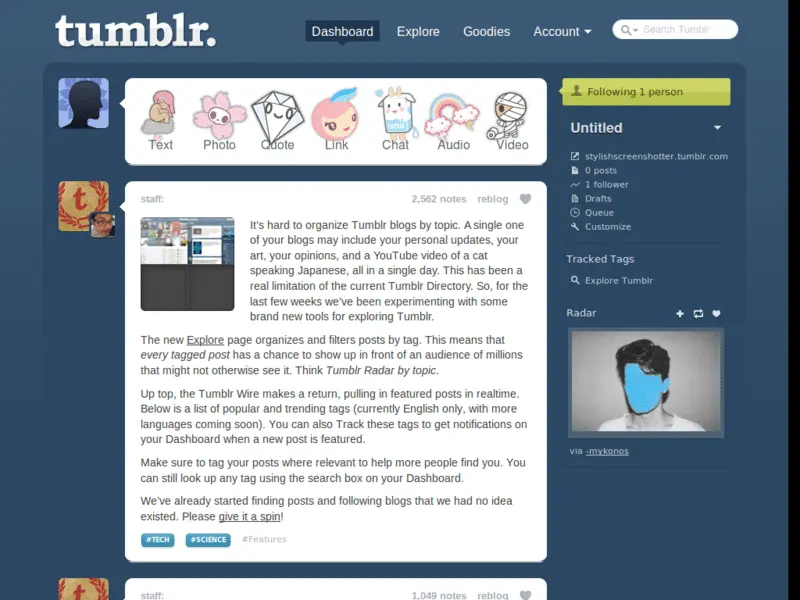 tumblr.
Dashboard Explore Goodies Account Search Tumblr
Text Photo Quote Link Chat Audio Video
Following 1 person
Untitled
stylishscreenshotter.tumblr.com
0 posts
1 follower
Drafts
Queue
Customize
Tracked Tags
Explore Tumblr
Radar
via -mykonos
staff: 2,562 notes reblog
It's hard to organize Tumblr blogs by topic. A single one
of your blogs may include your personal updates, your
art, your opinions, and a YouTube video of a cat
speaking Japanese, all in a single day. This has been a
real limitation of the current Tumblr Directory. So, for the
last few weeks we've been experimenting with some
brand new tools for exploring Tumblr.
The new Explore page organizes and filters posts by tag. This means that
every tagged post has a chance to show up in front of an audience of millions
that might not otherwise see it. Think Tumblr Radar by topic.
Up top, the Tumblr Wire makes a return, pulling in featured posts in realtime.
Below is a list of popular and trending tags (currently English only, with more
languages coming soon). You can also Track these tags to get notifications on
your Dashboard when a new post is featured.
Make sure to tag your posts where relevant to help more people find you. You
can still look up any tag using the search box on your Dashboard.
We've already started finding posts and following blogs that we had no idea
existed. Please give it a spin!
#TECH #SCIENCE #Features
staff: 1,049 notes reblog